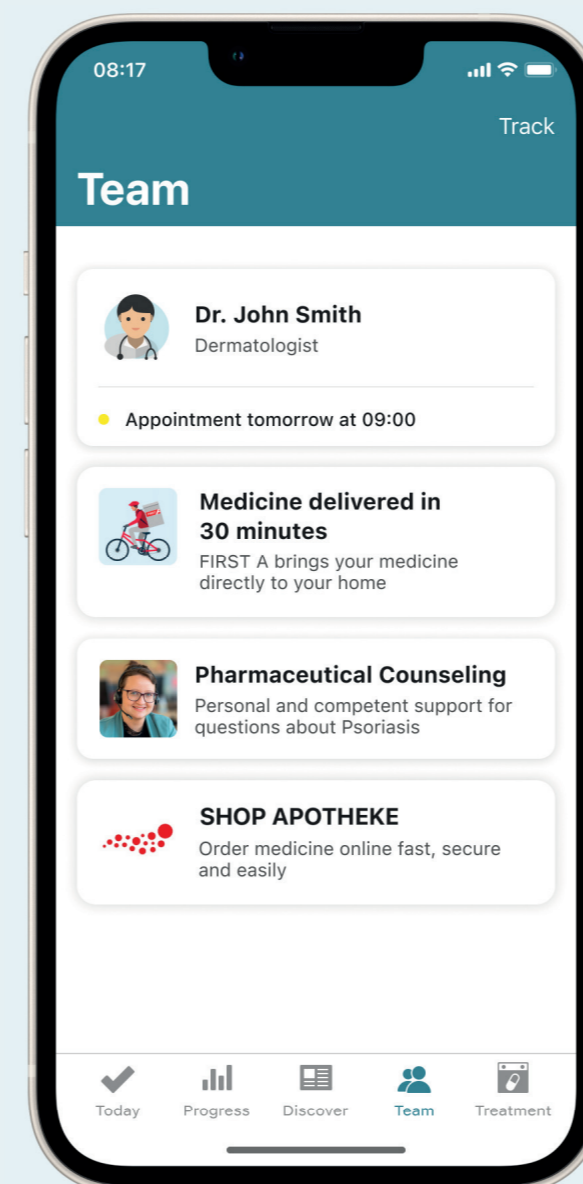 08:17
Track
Team
Dr. John Smith
Dermatologist
Appointment tomorrow at 09:00
Medicine delivered in
30 minutes
FIRST A brings your medicine
directly to your home
Pharmaceutical Counseling
Personal and competent support for
questions about Psoriasis
SHOP APOTHEKE
Order medicine online fast, secure
and easily
Today
Progress
Discover
Team
Treatment